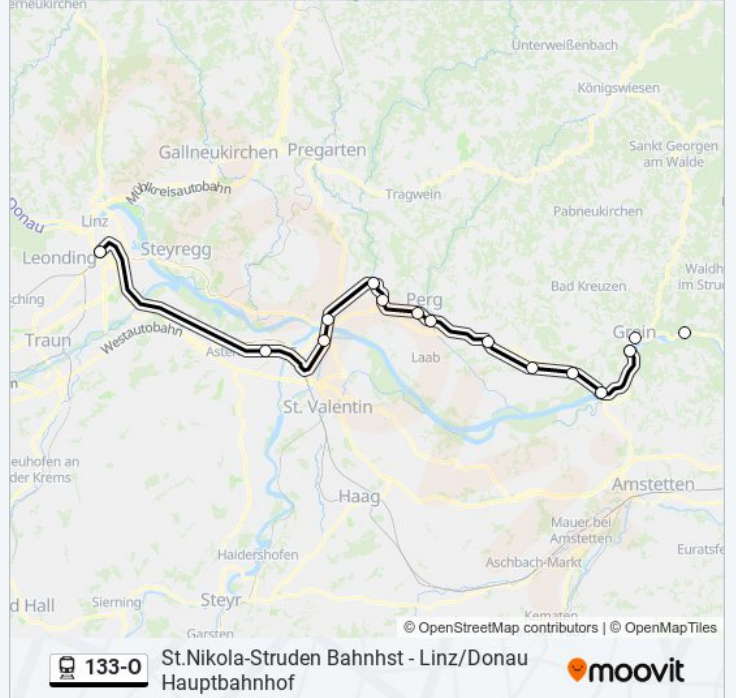 erneukirchen
Unterweißenbach
Königswiesen
Gallneukirchen
Pregarten
Sankt Georgen
am Walde
Mühlkreisautobahn
Tragwein
Donau
Pabneukirchen
Linz
Leonding
Steyregg
Waldh
im Stru
Bad Kreuzen
ching
Perg
Westautobahn
Grein
Traun
Aste
Laab
St. Valentin
euhofen an
der Krems
Amstetten
Haag
Mauer bei
Amstetten
Euratsfe
Haidershofen
Aschbach-Markt
d Hall
Sierning
Steyr
Kematen
Garsten
© OpenStreetMap contributors | © OpenMapTiles
133-O
St.Nikola-Struden Bahnhst - Linz/Donau
Hauptbahnhof
moovit